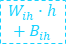 W_{ih} · h
+ B_{ih}